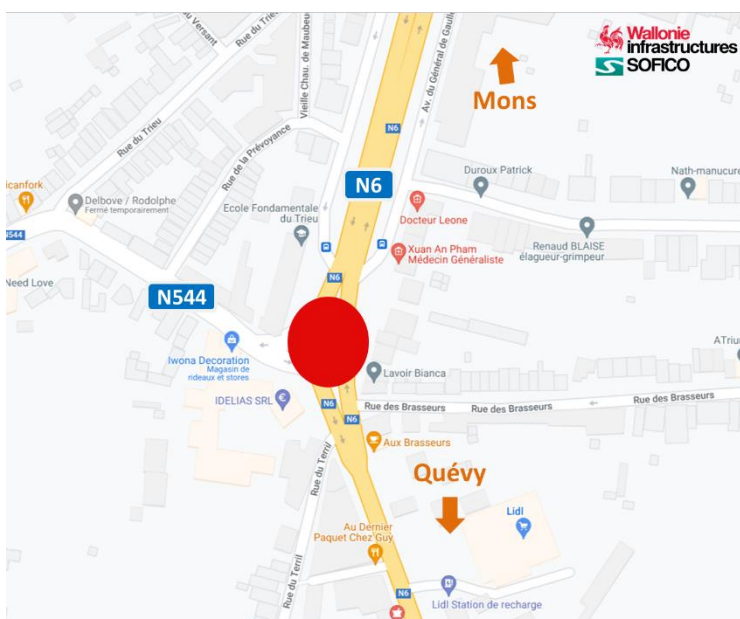 du Versant
Rue du Trieu
Vieille Chau. de Maubeu
Av. du Général de Gaulle
Mons
Wallonie
infrastructures
SOFICO
Rue du Trieu
Rue de la Prévoyance
N6
N6
Duroux Patrick
Nath-manucure
icanfork
Delbove / Rodolphe
Fermé temporairement
Ecole Fondamentale
du Trieu
Docteur Leone
Xuan An Pham
Médecin Généraliste
Renaud BLAISE
élagueur-grimpeur
N544
Need Love
N6
N544
Iwona Decoration
Magasin de
rideaux et stores
ATriu
Lavoir Bianca
IDELIAS SRL
N6
N6
Rue des Brasseurs
Rue des Brasseurs
Rue des Brasseurs
Aux Brasseurs
Rue du Terril
Quévy
Lidl
Au Dernier
Paquet Chez Guy
Rue du Terril
N6
Lidl Station de recharge